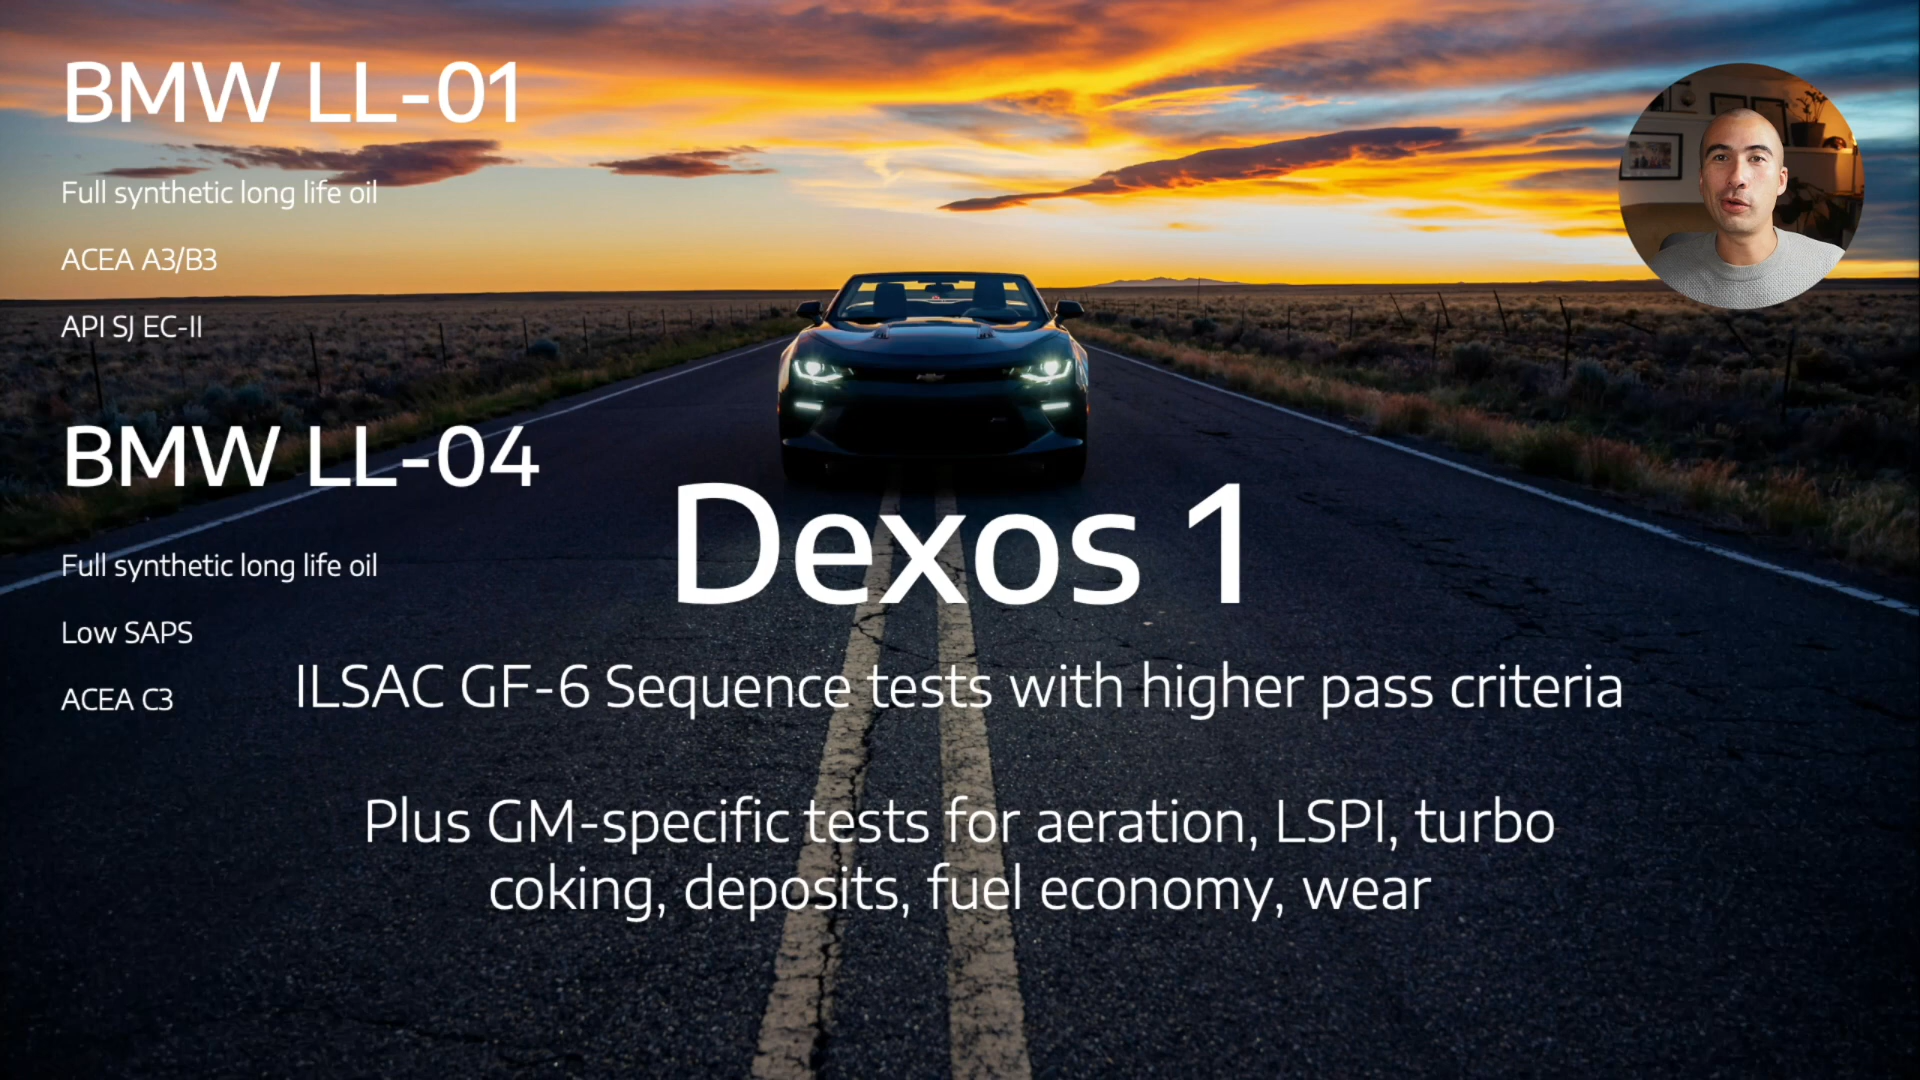 BMW LL-01
Full synthetic long life oil
ACEA A3/B3
API SJ EC-II
BMW LL-04
Full synthetic long life oil
Low SAPS
ACEA C3
Dexos 1
ILSAC GF-6 Sequence tests with higher pass criteria
Plus GM-specific tests for aeration, LSPI, turbo
coking, deposits, fuel economy, wear